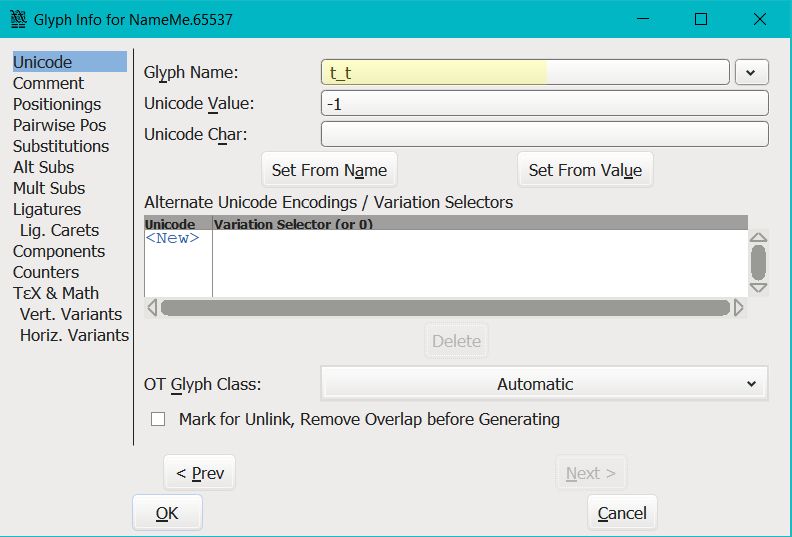 Glyph Info for NameMe.65537
Unicode
Comment
Positionings
Pairwise Pos
Substitutions
Alt Subs
Mult Subs
Ligatures
Lig. Carets
Components
Counters
TεX & Math
Vert. Variants
Horiz. Variants
Glyph Name: t_t
Unicode Value: -1
Unicode Char:
Set From Name Set From Value
Alternate Unicode Encodings / Variation Selectors
Unicode Variation Selector (or 0)
<New>
Delete
OT Glyph Class: Automatic
Mark for Unlink, Remove Overlap before Generating
< Prev Next >
OK Cancel